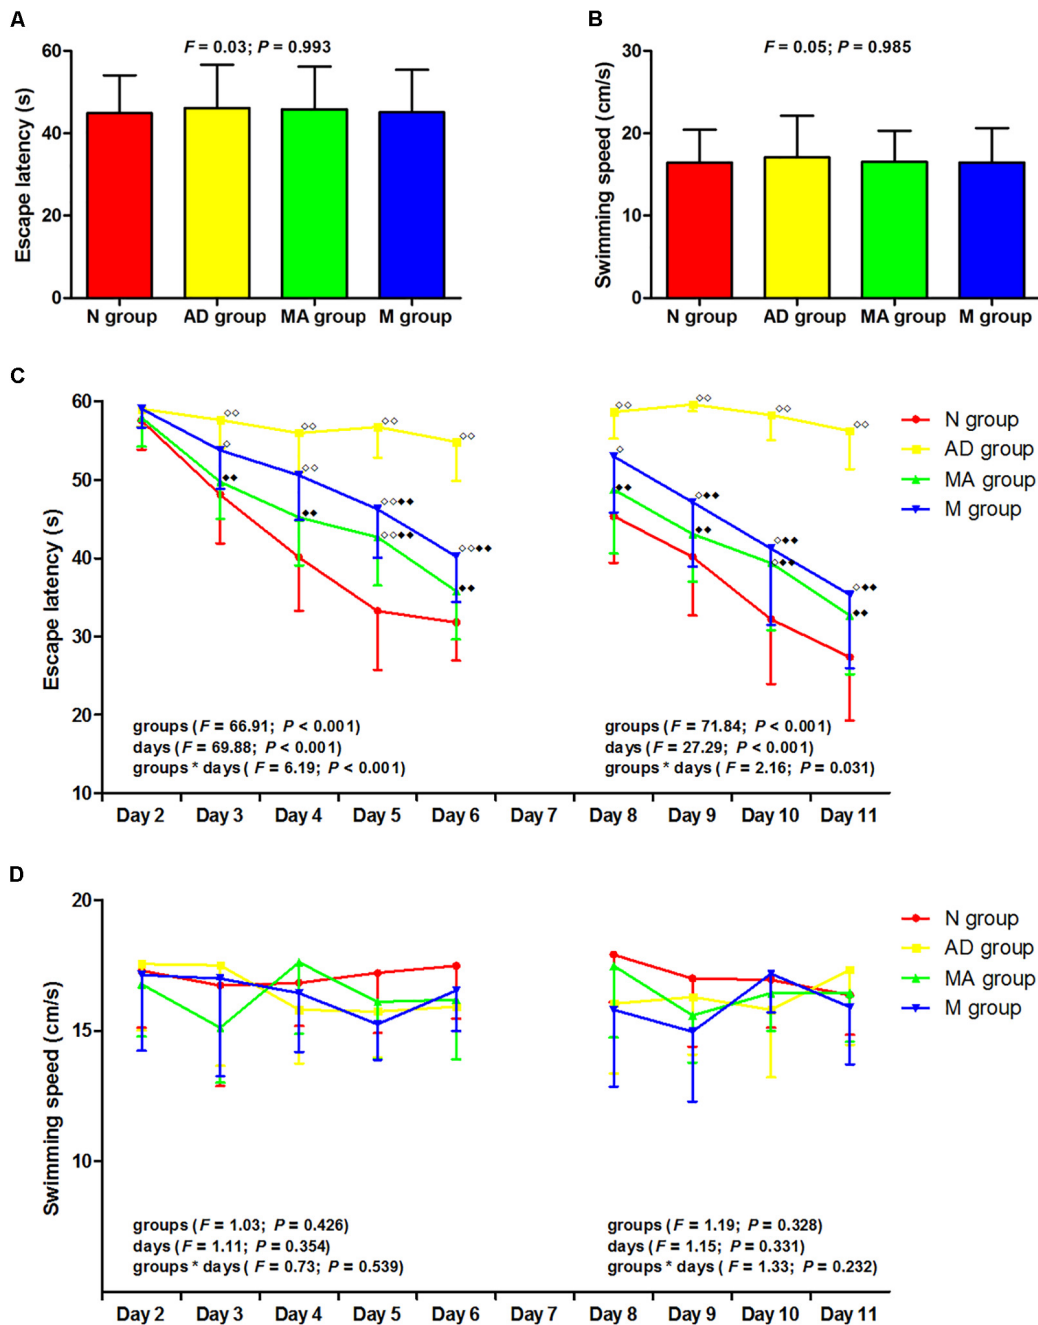 A
F = 0.03; P = 0.993
Escape latency (s)
60
40
20
0
N group AD group MA group M group
B
F = 0.05; P = 0.985
Swimming speed (cm/s)
30
20
10
0
N group AD group MA group M group
C
Escape latency (s)
60
50
40
30
20
10
N group
AD group
MA group
M group
groups ( F = 66.91; P < 0.001)
days ( F = 69.88; P < 0.001)
groups * days ( F = 6.19; P < 0.001)
groups ( F = 71.84; P < 0.001)
days ( F = 27.29; P < 0.001)
groups * days ( F = 2.16; P = 0.031)
Day 2 Day 3 Day 4 Day 5 Day 6 Day 7 Day 8 Day 9 Day 10 Day 11
D
Swimming speed (cm/s)
20
15
10
N group
AD group
MA group
M group
groups ( F = 1.03; P = 0.426)
days ( F = 1.11; P = 0.354)
groups * days ( F = 0.73; P = 0.539)
groups ( F = 1.19; P = 0.328)
days ( F = 1.15; P = 0.331)
groups * days ( F = 1.33; P = 0.232)
Day 2 Day 3 Day 4 Day 5 Day 6 Day 7 Day 8 Day 9 Day 10 Day 11